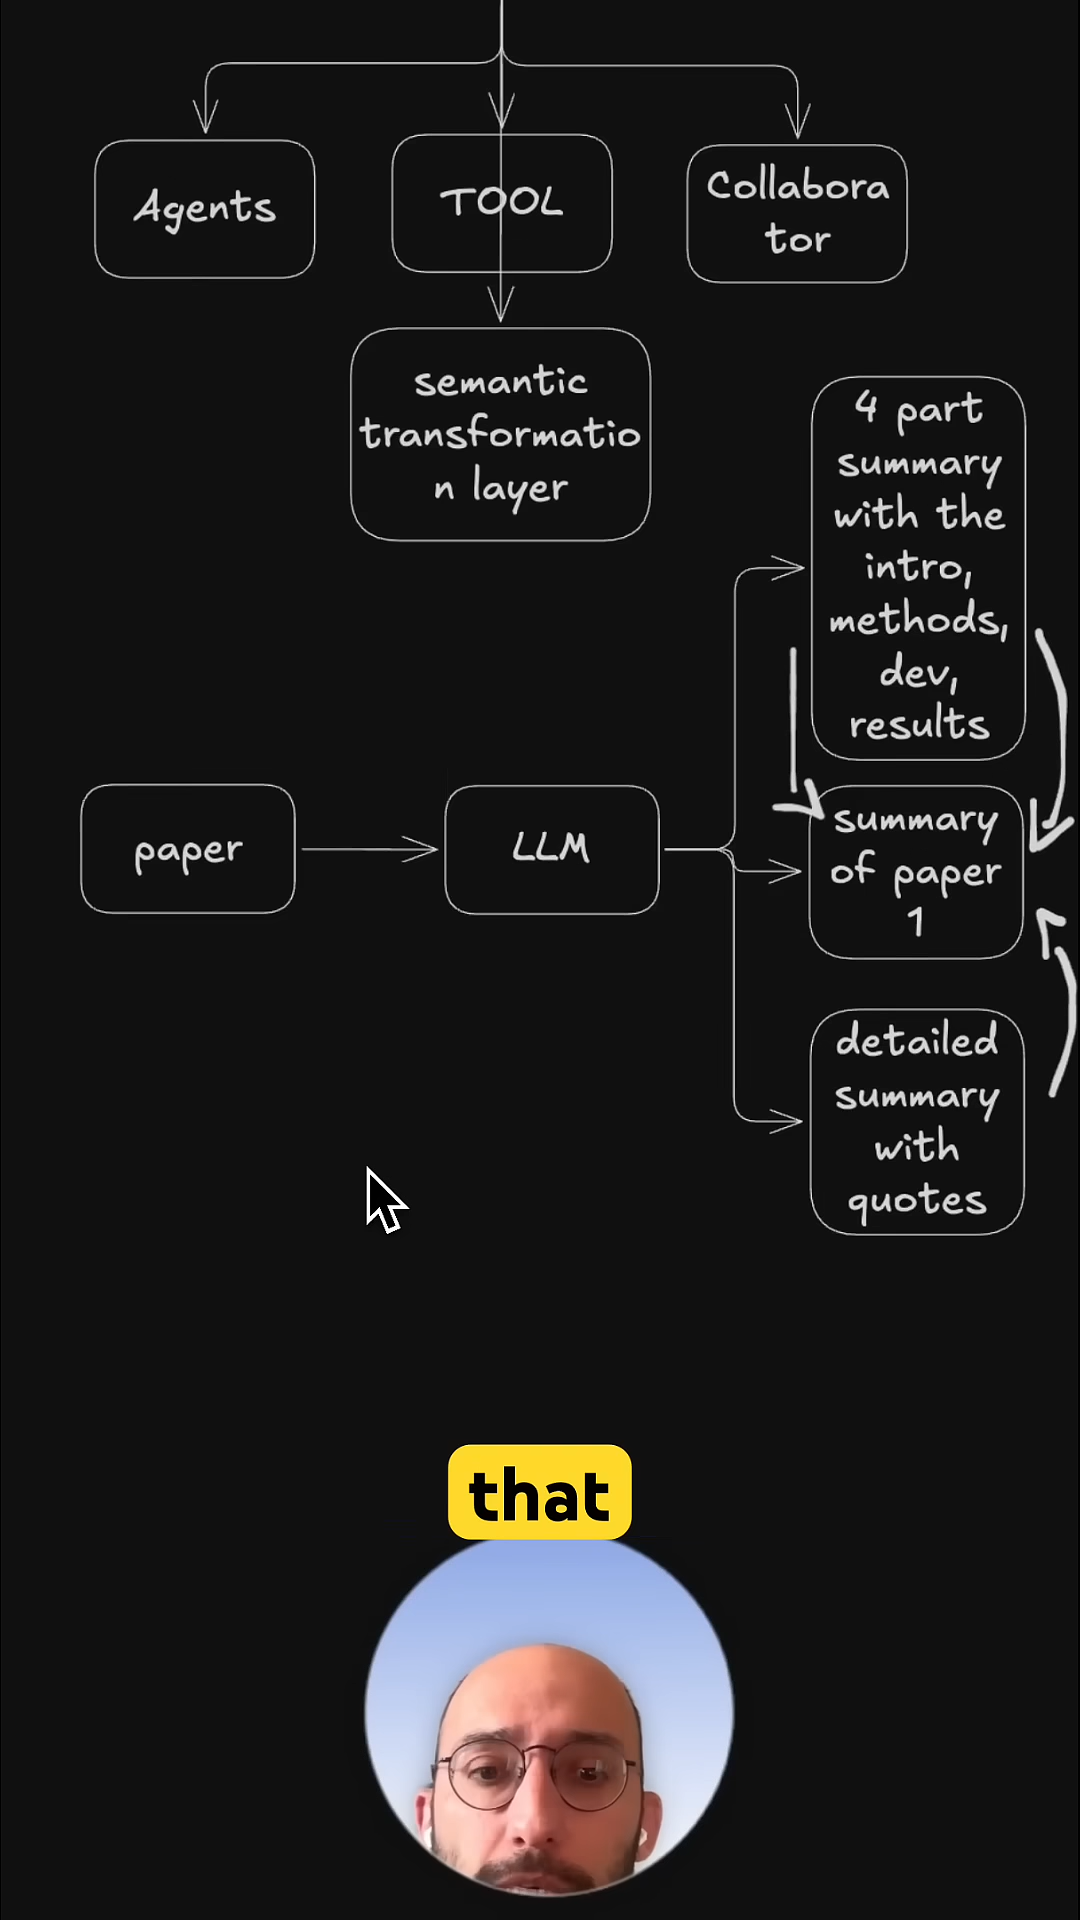 Agents
TOOL
Collabora
tor
semantic
transformatio
n layer
4 part
summary
with the
intro,
methods,
dev,
results
paper
LLM
summary
of paper
1
detailed
summary
with
quotes
that